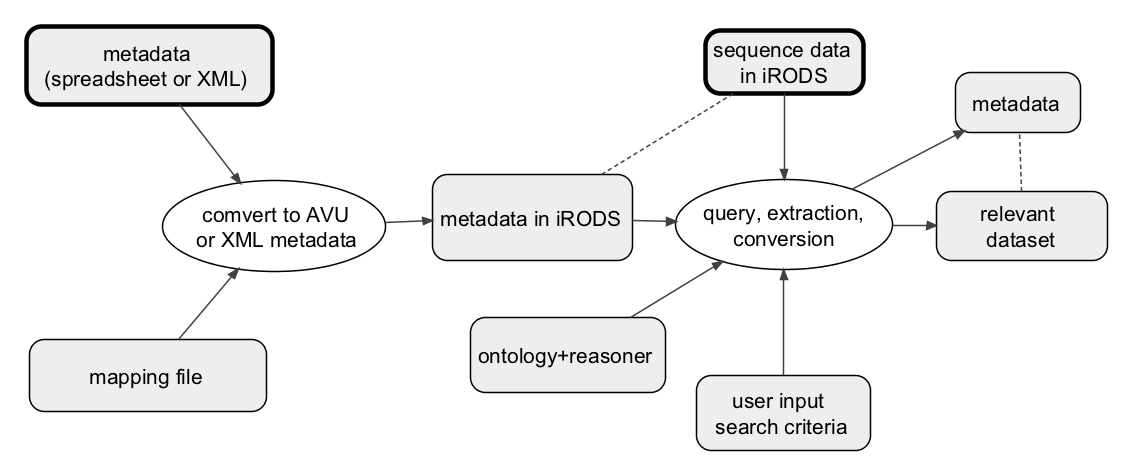 metadata
(spreadsheet or XML)
sequence data
in iRODS
metadata
comvert to AVU
or XML metadata
metadata in iRODS
query, extraction,
conversion
relevant
dataset
mapping file
ontology+reasoner
user input
search criteria